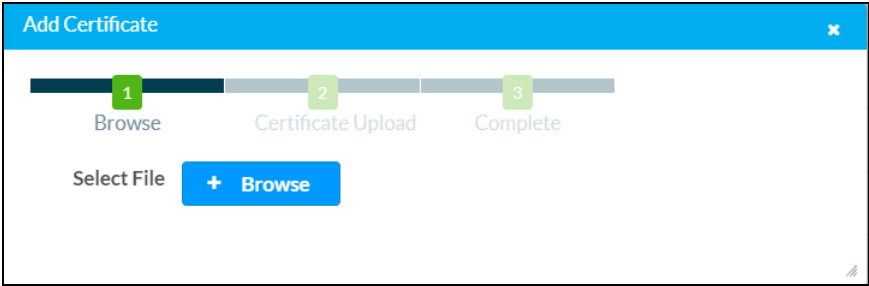 Add Certificate
1 2 3
Browse Certificate Upload Complete
Select File + Browse